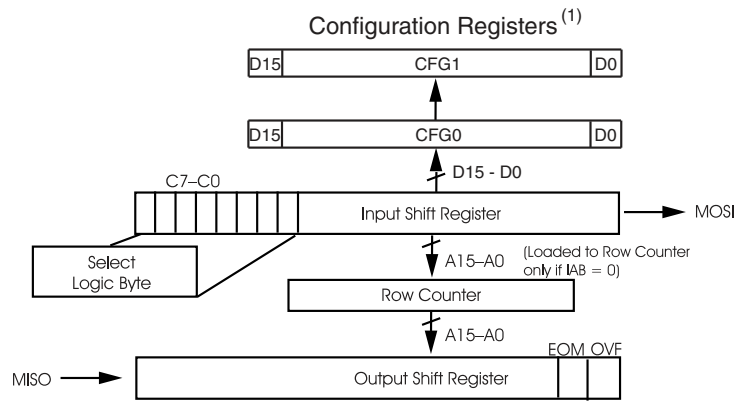 Configuration Registers (1)
D15 CFG1 D0
D15 CFG0 D0
D15 - D0
C7–C0
Input Shift Register
MOSI
Select
Logic Byte
A15–A0
(Loaded to Row Counter
only if IAB = 0)
Row Counter
A15–A0
EOM OVF
MISO
Output Shift Register